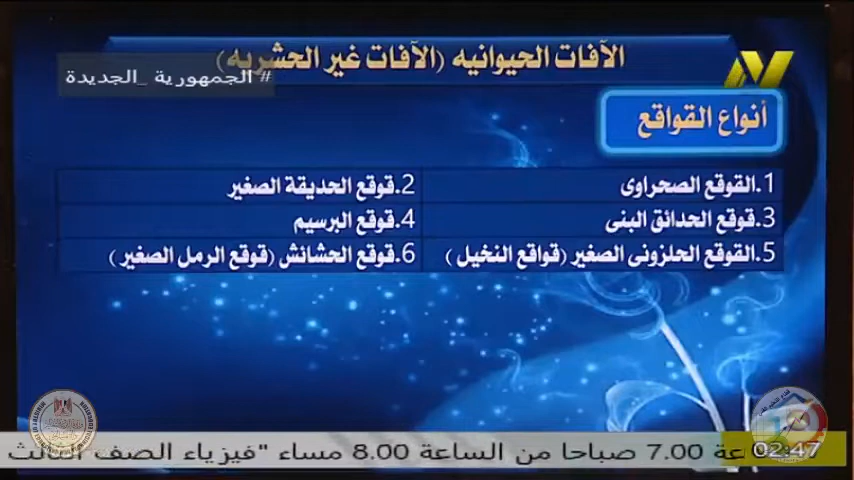 الآفات الحيوانيه (الآفات غير الحشريه)
# الجمهورية _الجديدة
أنواع القواقع
1.القوقع الصحراوى
2.قوقع الحديقة الصغير
3.قوقع الحدائق البنى
4.قوقع البرسيم
5.القوقع الحلزونى الصغير (قواقع النخيل )
6.قوقع الحشائش (قوقع الرمل الصغير )
7.00 صباحا من الساعة 8.00 مساء "فيزياء الصف الثالث
02:47